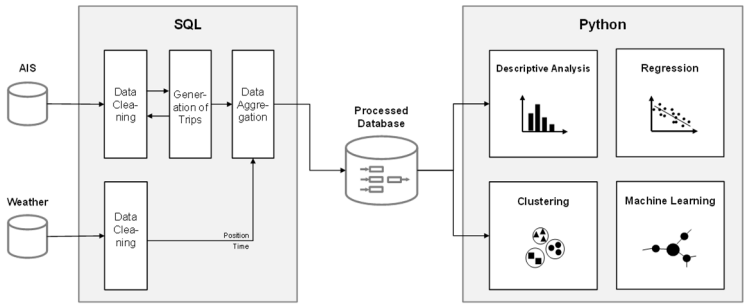 SQL
Python
AIS
Data
Clea-
ning
Gener-
ation of
Trips
Data
Aggre-
gation
Processed
Database
Descriptive Analysis
Regression
Weather
Data
Clea-
ning
Position
Time
Clustering
Machine Learning